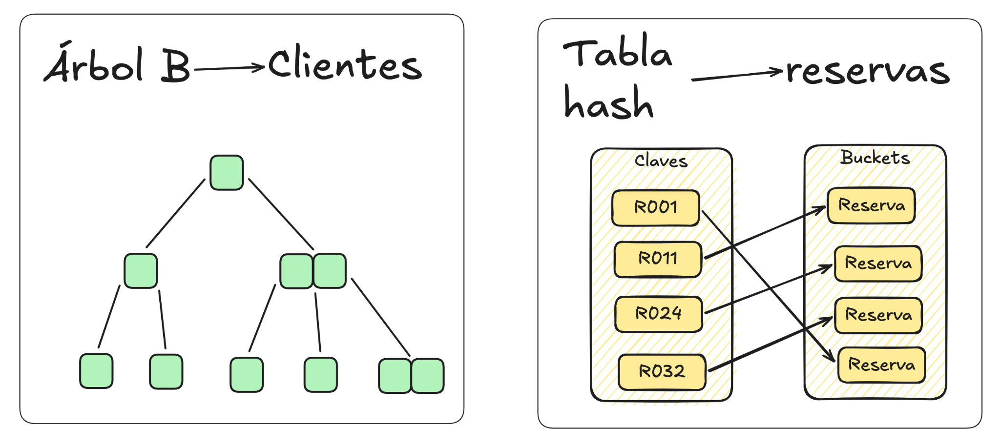 Árbol B
Clientes
Tabla
hash
reservas
Claves
R001
R011
R024
R032
Buckets
Reserva
Reserva
Reserva
Reserva